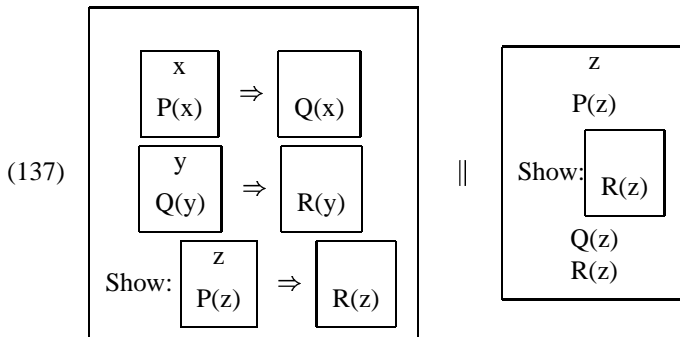 (137)
x
P(x) ⇒ Q(x)
y
Q(y) ⇒ R(y)
z
Show: P(z) ⇒ R(z)
||
z
P(z)
Show: R(z)
Q(z)
R(z)